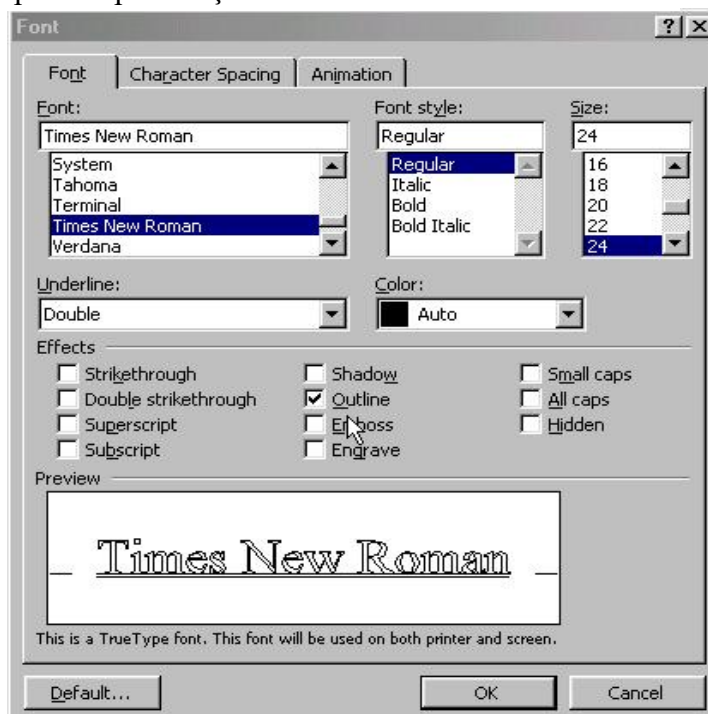 Font
Font Character Spacing Animation
Font: Font style: Size:
Times New Roman Regular 24
System Regular 16
Tahoma Italic 18
Terminal Bold 20
Times New Roman Bold Italic 22
Verdana 24
Underline: Color:
Double Auto
Effects
Strikethrough Shadow Small caps
Double strikethrough Outline All caps
Superscript Emboss Hidden
Subscript Engrave
Preview
Times New Roman
This is a TrueType font. This font will be used on both printer and screen.
Default... OK Cancel